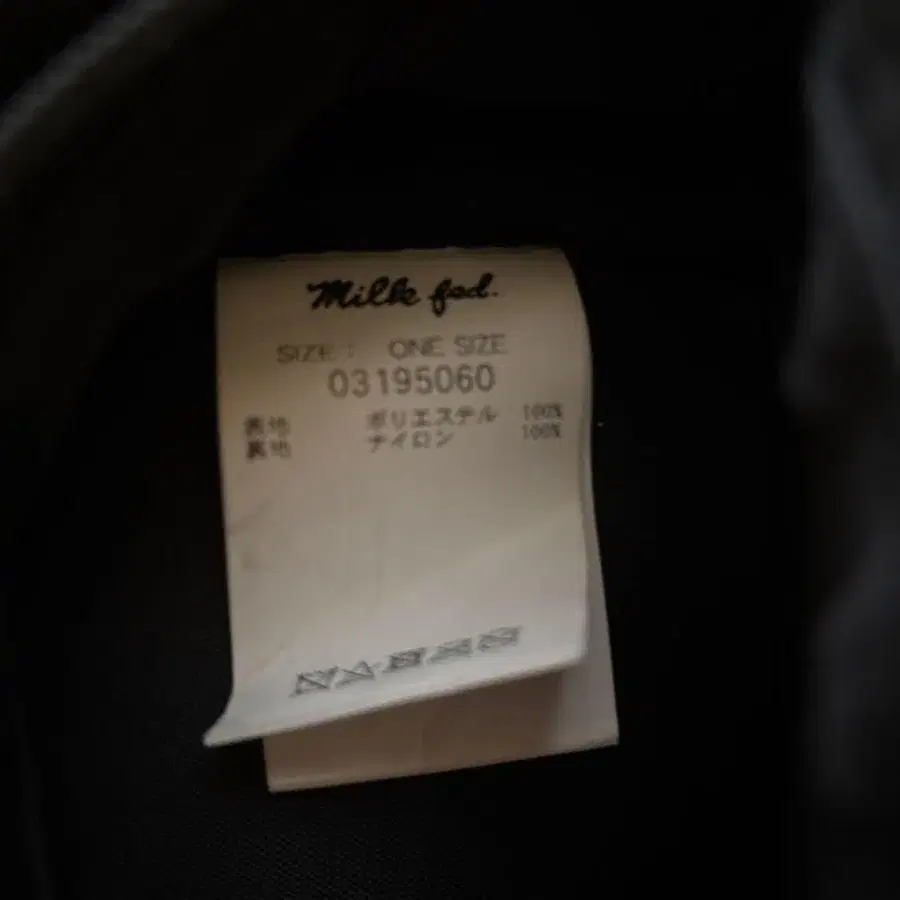 Milk fed.
SIZE : ONE SIZE
03195060
表地 ポリエステル 100%
裏地 ナイロン 100%